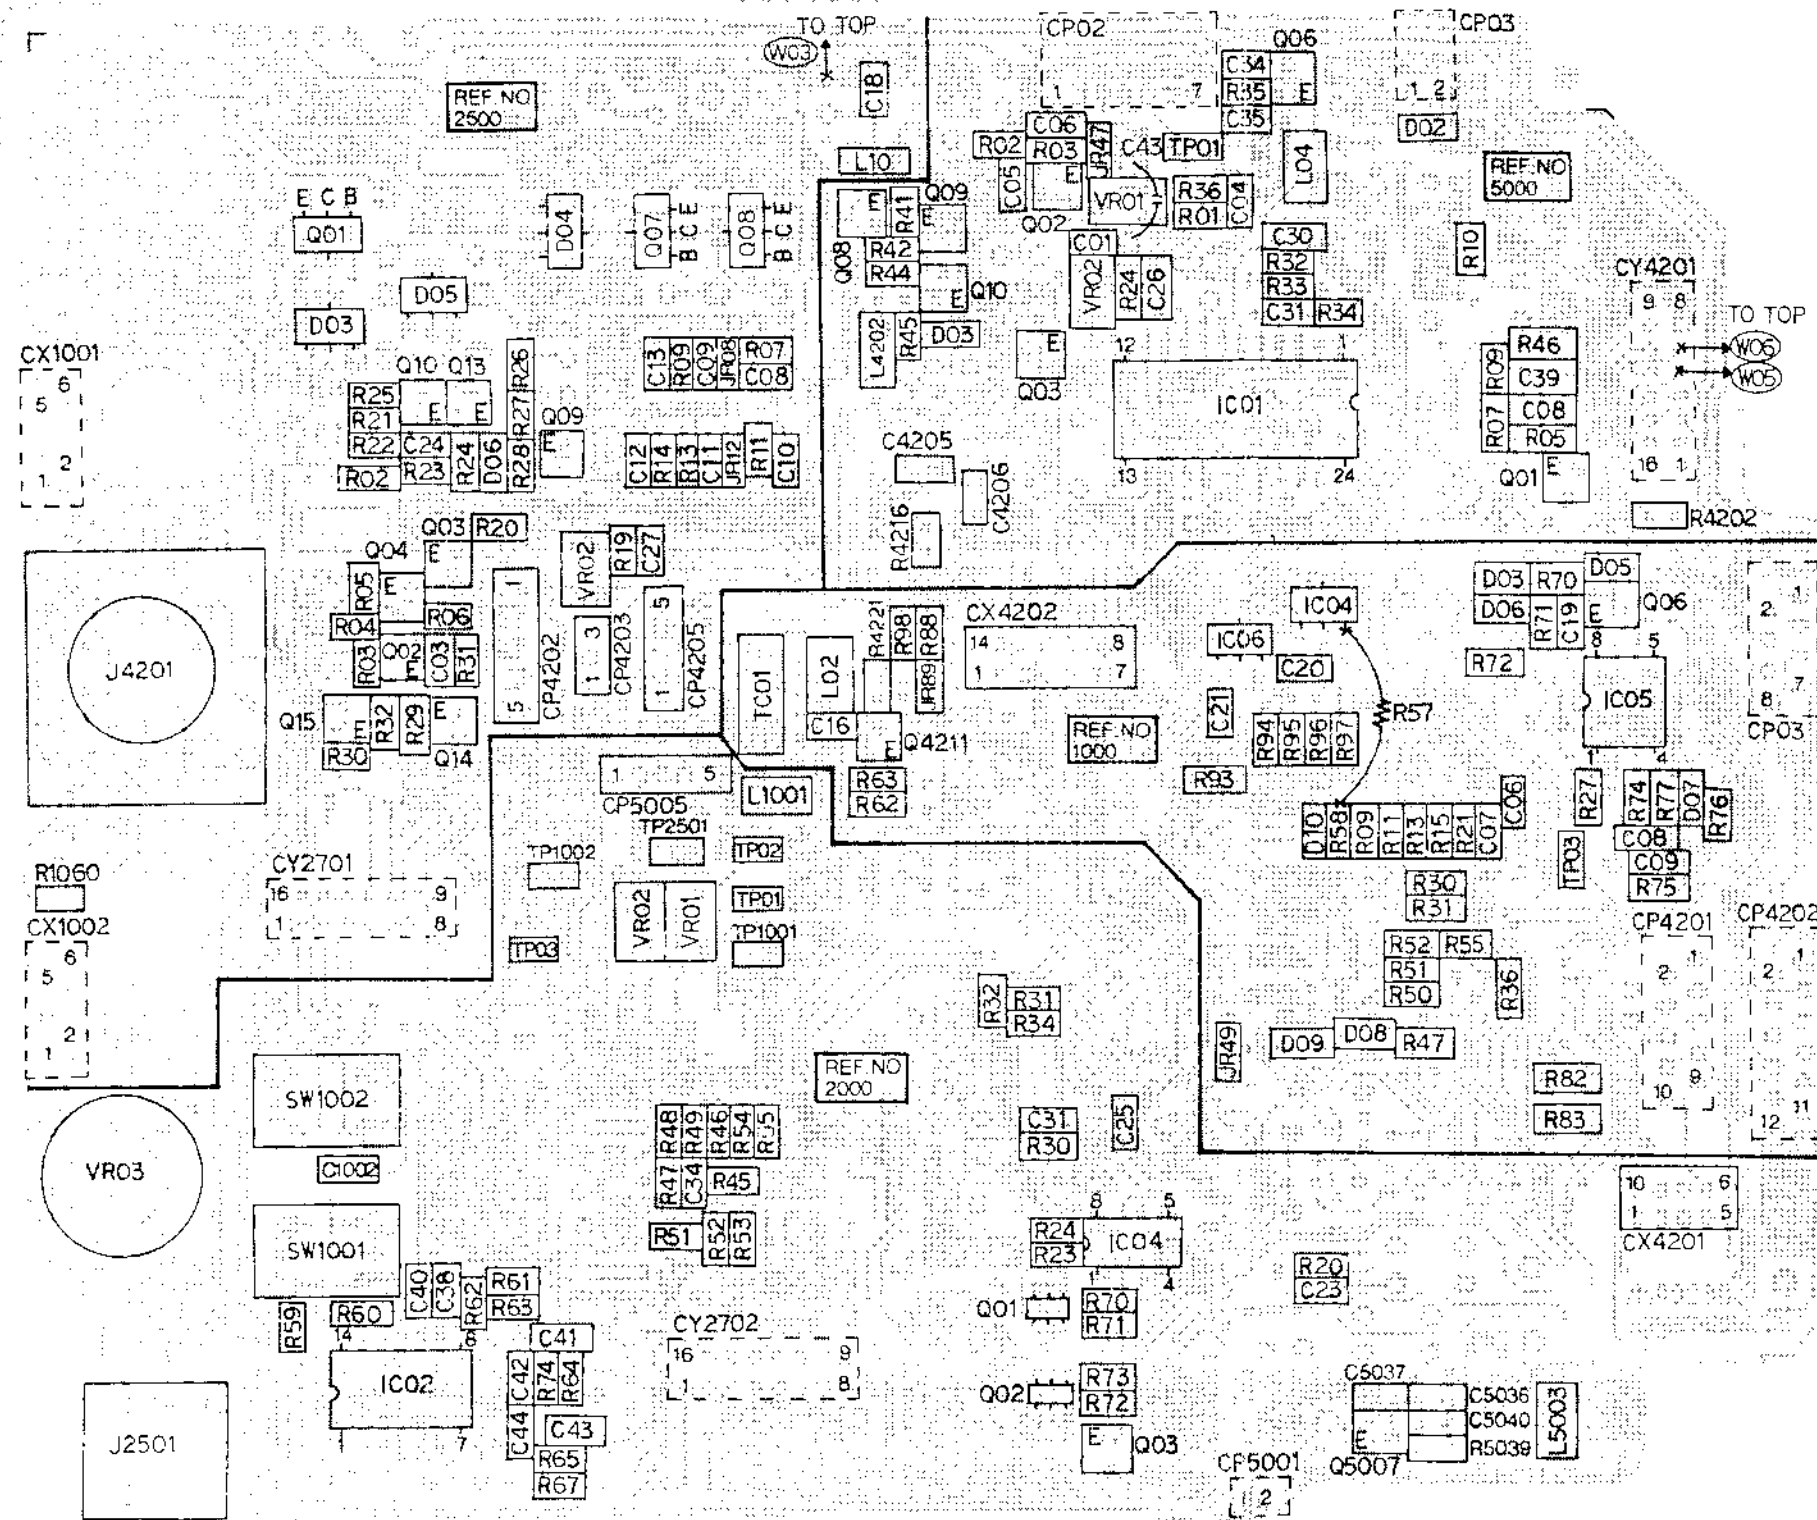 TO TOP
W03
C18
REF NO
2500
L10
CP02
1 7
Q06
C34
R35
E
C35
CP03
1 2
D02
C06
R02
R03
JR47
C43
TP01
L04
C05
E
Q02
VR01
R36
R01
C04
REF.NO
5000
E C B
Q01
D04
Q07
B C E
Q08
B C E
E
R41
Q09
E
Q08
R42
R44
E
Q10
C01
VR02
R24
C26
C30
R32
R33
C31
R34
R10
CY4201
9 8
16 1
TO TOP
W06
W05
D05
D03
L4202
R45
D03
E
Q03
12
1
IC01
13
24
R09
R46
C39
R07
C08
R05
E
Q01
R4202
CX1001
6
5
2
1
Q10
Q13
R26
R25
R21
E
E
R27
Q09
E
R22
C24
R02
R23
R24
D06
R28
C13
R09
C09
JR08
R07
C08
C12
R14
C11
JR12
R11
C10
C4205
C4206
R4216
Q03
R20
Q04
E
R05
E
R04
R06
R03
Q02
E
C03
R31
VR02
R19
C27
1
5
CP4202
3
1
CP4203
5
1
CP4205
J4201
Q15
E
R32
R29
E
R30
Q14
TC01
L02
R4221
R98
R88
JR89
C16
E
Q4211
R63
R62
CX4202
14 8
1 7
REF NO
1000
IC04
IC06
C20
C21
R57
R94
R95
R96
R97
R93
D03
R70
D05
D06
R71
C19
E
Q06
R72
8
5
IC05
1
4
1
2
8
7
CP03
1 5
CP5005
L1001
TP2501
TP1002
TP02
TP01
TP1001
VR02
VR01
TP03
D10
R58
R09
R11
R13
R15
R21
C07
C06
R27
R74
R77
D07
R76
C08
C09
R75
TP03
R30
R31
R52
R55
R51
R50
R36
CP4201
1
2
9
10
CP4202
1
2
11
12
R1060
CX1002
6
5
2
1
CY2701
16 9
1 8
R32
R31
R34
JR49
D09
D08
R47
R82
R83
REF NO
2000
SW1002
C1002
VR03
SW1001
R48
R49
R46
R54
R47
C34
R45
R51
R52
R53
C31
R30
C25
8 5
R24
R23
IC04
1 4
10 6
1 5
CX4201
R20
C23
C40
C38
R62
R61
R63
R59
R60
14
8
C41
IC02
C42
R74
R64
1
7
C44
C43
R65
R67
J2501
CY2702
16 9
1 8
Q01
R70
R71
Q02
R73
R72
E
Q03
C5037
C5036
C5040
R5039
E
Q5007
L5003
CP5001
2